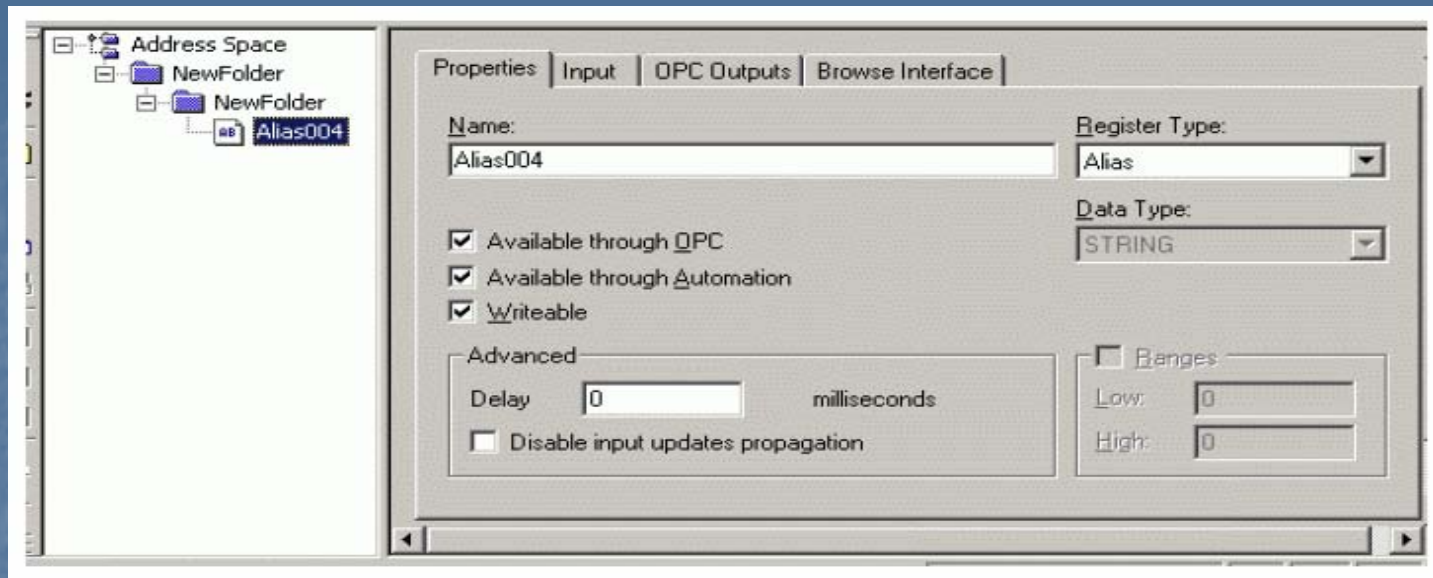 Address Space
NewFolder
NewFolder
Alias004
Properties
Input
OPC Outputs
Browse Interface
Name:
Alias004
Register Type:
Alias
Data Type:
STRING
Available through OPC
Available through Automation
Writeable
Advanced
Delay
0
milliseconds
Disable input updates propagation
Ranges
Low:
0
High:
0